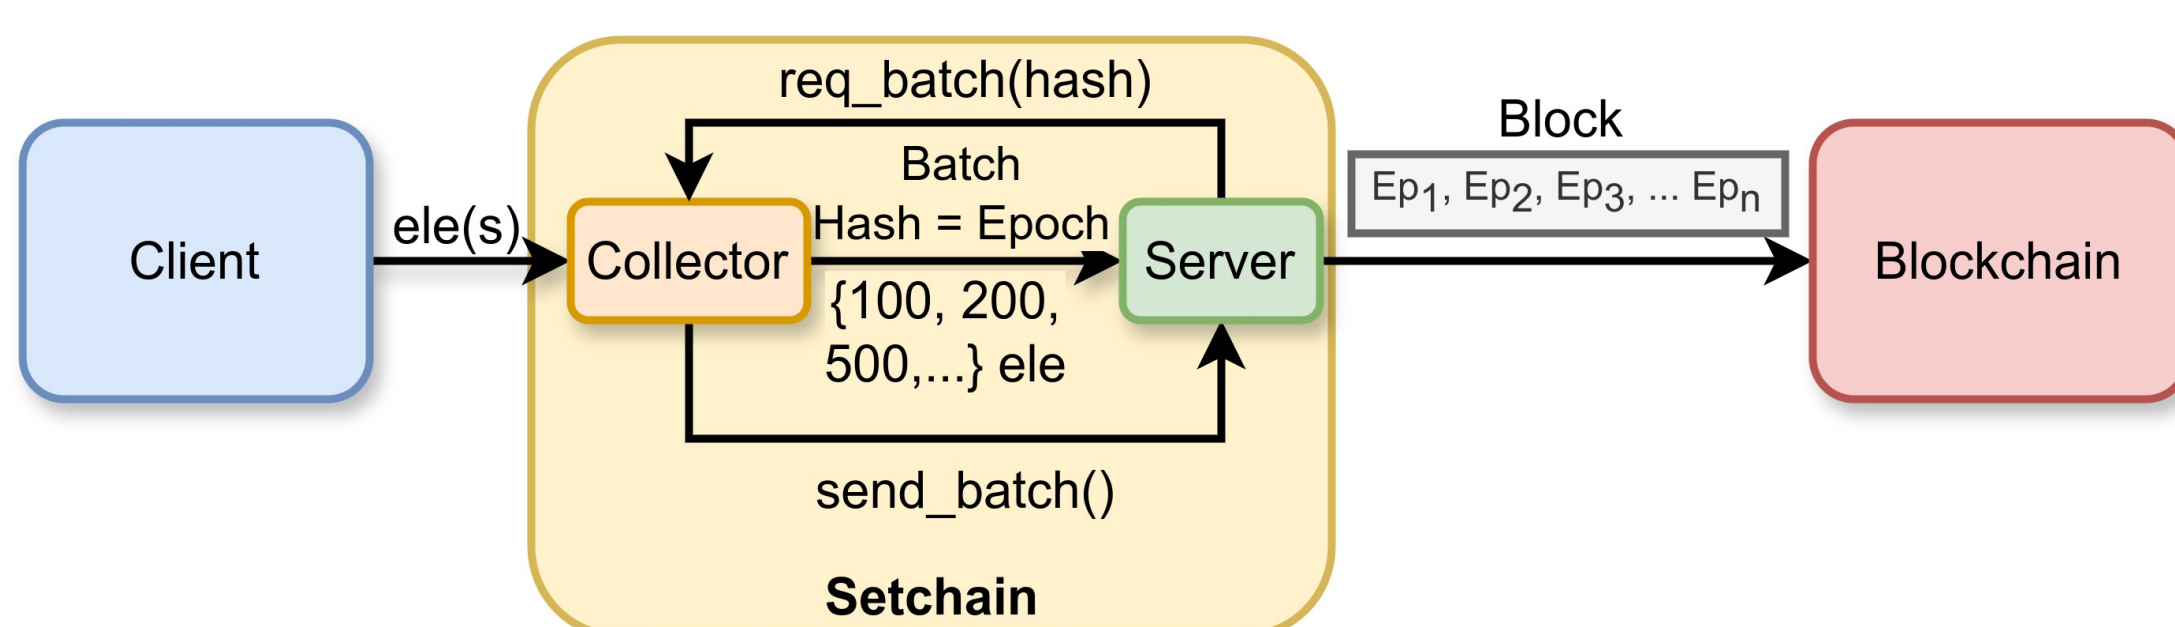 req_batch(hash)
Block
Batch
Ep1, Ep2, Ep3, ... Epn
ele(s)
Hash = Epoch
Client
Collector
Server
Blockchain
{100, 200,
500,...} ele
send_batch()
Setchain